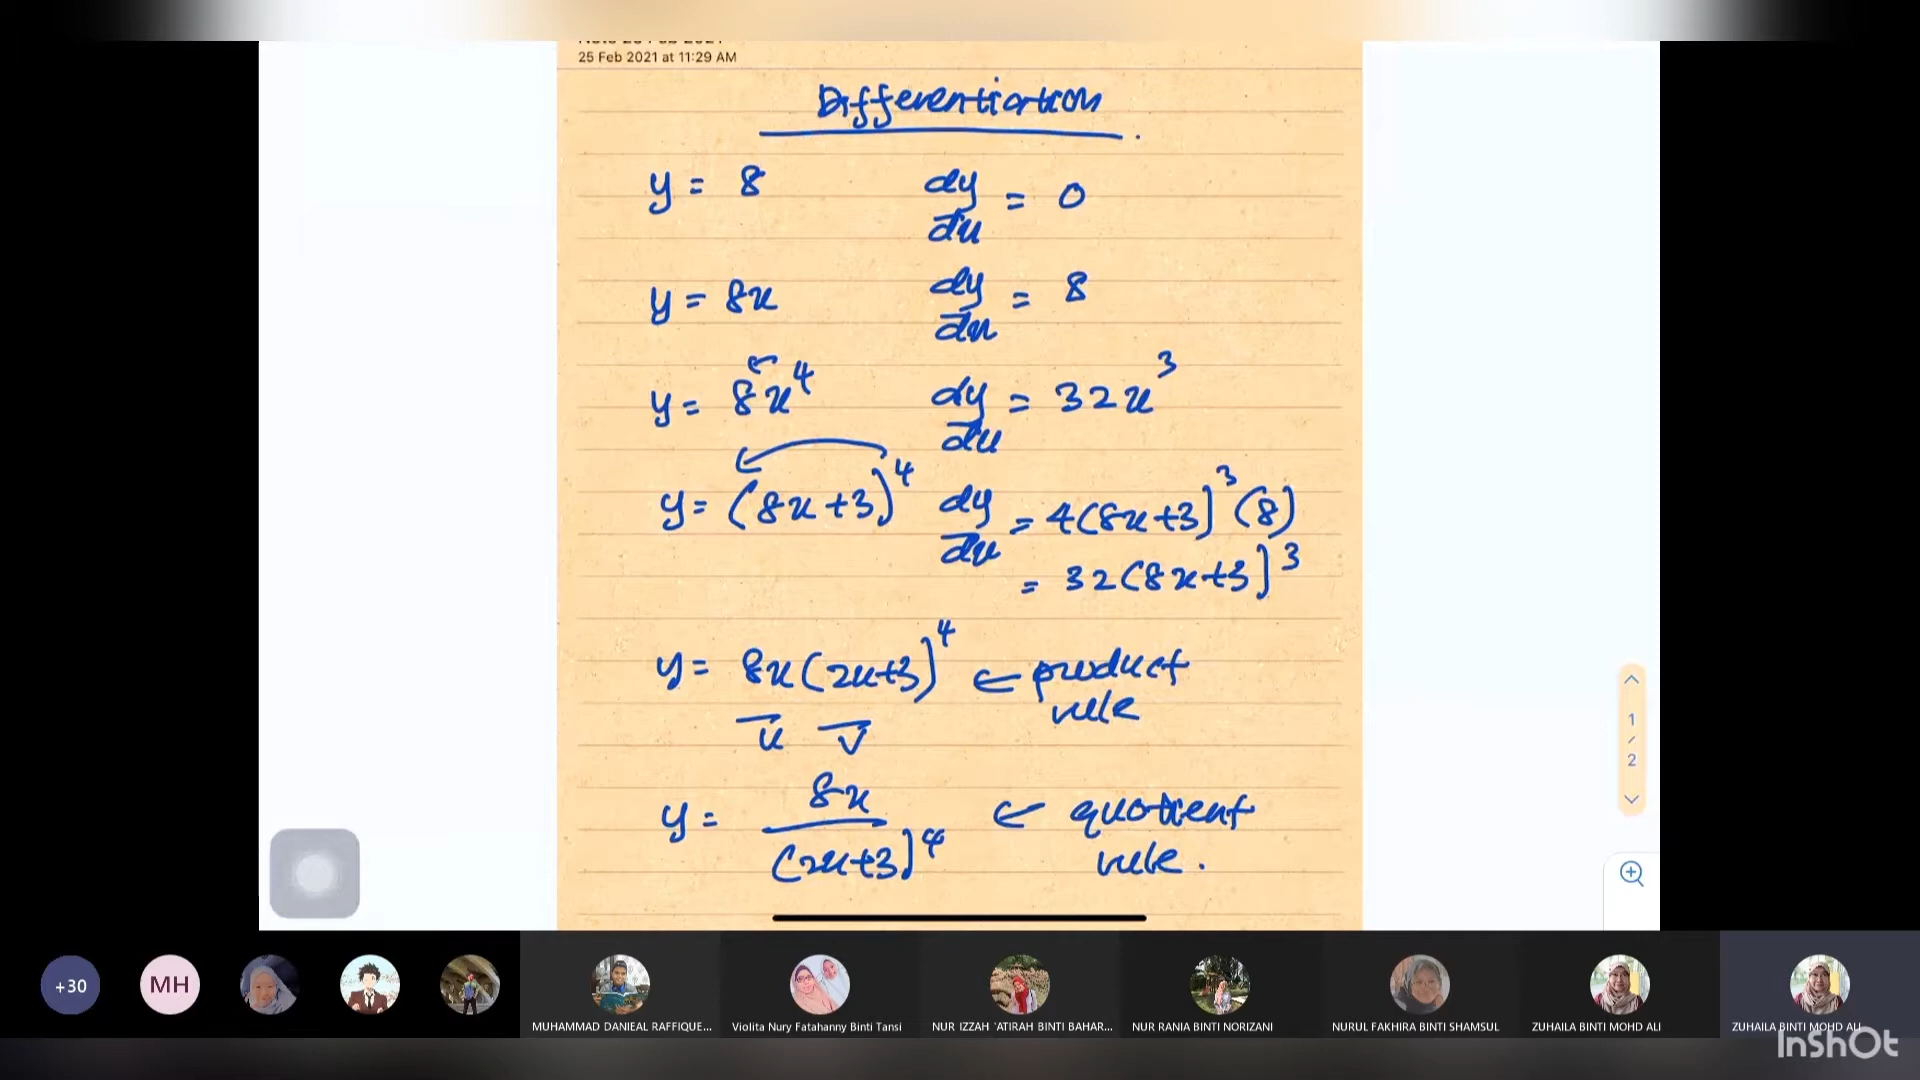 25 Feb 2021 at 11:29 AM
Differentiation
y = 8 dy/dx = 0
y = 8x dy/dx = 8
y = 8x⁴ dy/dx = 32x³
y = (8x+3)⁴ dy/dx = 4(8x+3)³(8)
= 32(8x+3)³
y = 8x(2x+3)⁴ ← product rule
u v
y = 8x/(2x+3)⁴ ← quotient rule.
1
/
2
+30
MH
MUHAMMAD DANIEAL RAFFIQUE...
Violita Nury Fatahanny Binti Tansi
NUR IZZAH 'ATIRAH BINTI BAHAR...
NUR RANIA BINTI NORIZANI
NURUL FAKHIRA BINTI SHAMSUL
ZUHAILA BINTI MOHD ALI
ZUHAILA BINTI MOHD ALI
InShOt